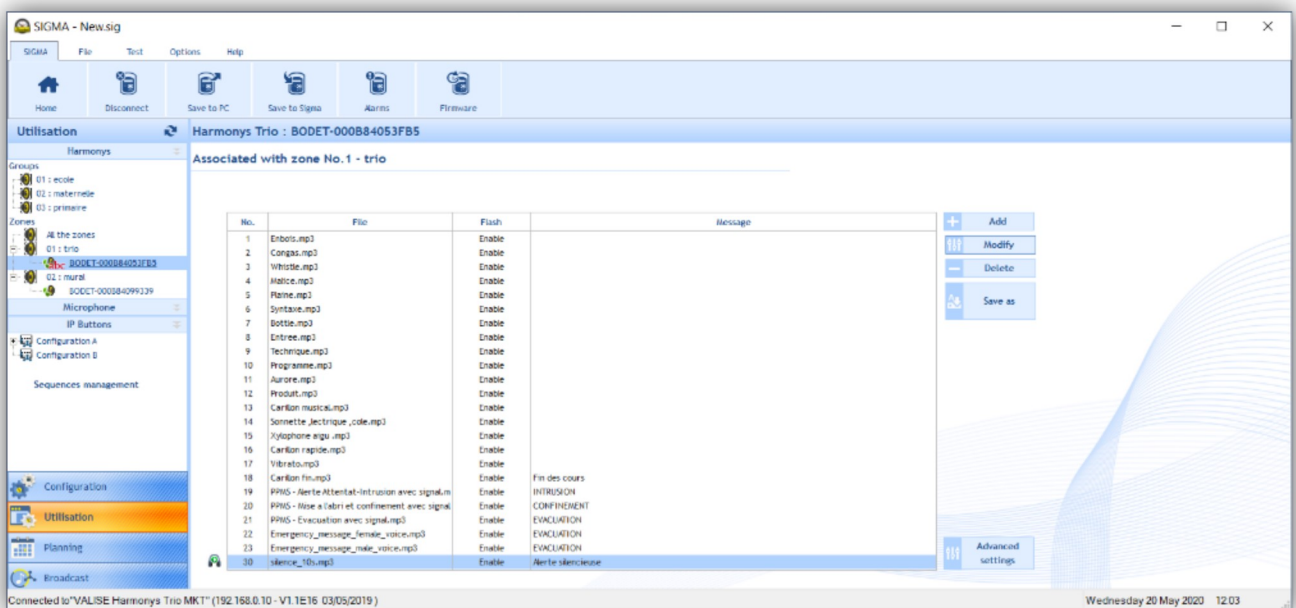 SIGMA - New.sig
SIGMA File Test Options Help
Home Disconnect Save to PC Save to Sigma Alarms Firmware
Utilisation
Harmonys Trio : BODET-000B84053FB5
Harmonys
Associated with zone No.1 - trio
Groups
01 : ecole
02 : maternelle
03 : primaire
Zones
All the zones
01 : trio
abc BODET-000B84053FB5
02 : mural
BODET-000B84099339
Microphone
IP Buttons
Configuration A
Configuration B
Sequences management
Configuration
Utilisation
Planning
Broadcast
No. File Flash Message
1 Enbois.mp3 Enable
2 Congas.mp3 Enable
3 Whistle.mp3 Enable
4 Malice.mp3 Enable
5 Plaine.mp3 Enable
6 Syntaxe.mp3 Enable
7 Bottle.mp3 Enable
8 Entree.mp3 Enable
9 Technique.mp3 Enable
10 Programme.mp3 Enable
11 Aurore.mp3 Enable
12 Produit.mp3 Enable
13 Carillon musical.mp3 Enable
14 Sonnette ,lectrique ,cole.mp3 Enable
15 Xylophone aigu .mp3 Enable
16 Carillon rapide.mp3 Enable
17 Vibrato.mp3 Enable
18 Carillon fin.mp3 Enable Fin des cours
19 PPMS - Alerte Attentat-Intrusion avec signal.m Enable INTRUSION
20 PPMS - Mise a l'abri et confinement avec signal Enable CONFINEMENT
21 PPMS - Evacuation avec signal.mp3 Enable EVACUATION
22 Emergency_message_female_voice.mp3 Enable EVACUATION
23 Emergency_message_male_voice.mp3 Enable EVACUATION
30 silence_10s.mp3 Enable Alerte silencieuse
Add
Modify
Delete
Save as
Advanced
settings
Connected to"VALISE Harmonys Trio MKT" (192.168.0.10 - V1.1E16 03/05/2019 )
Wednesday 20 May 2020 12:03